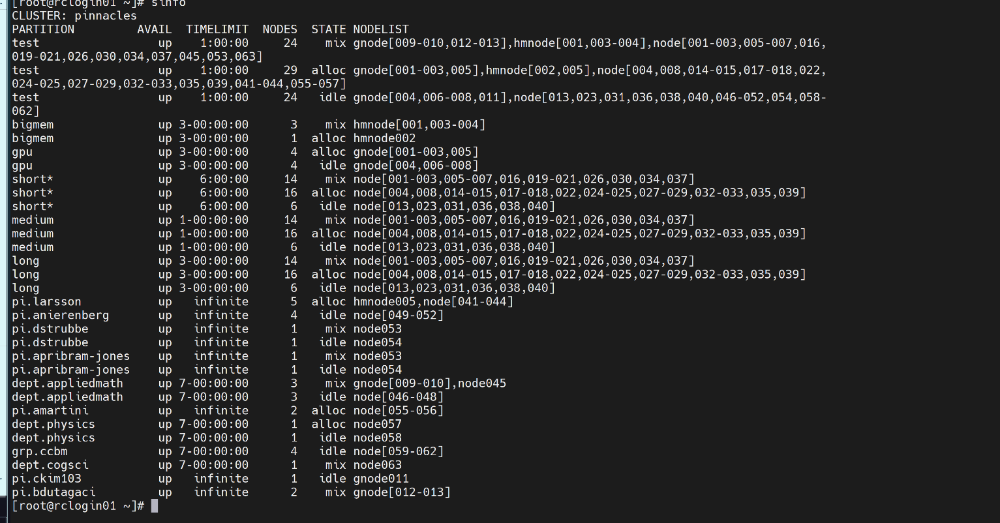 [root@rclogin01 ~]# sinfo
CLUSTER: pinnacles
PARTITION         AVAIL  TIMELIMIT  NODES  STATE NODELIST
test                 up    1:00:00     24    mix gnode[009-010,012-013],hmnode[001,003-004],node[001-003,005-007,016,
019-021,026,030,034,037,045,053,063]
test                 up    1:00:00     29  alloc gnode[001-003,005],hmnode[002,005],node[004,008,014-015,017-018,022,
024-025,027-029,032-033,035,039,041-044,055-057]
test                 up    1:00:00     24   idle gnode[004,006-008,011],node[013,023,031,036,038,040,046-052,054,058-
062]
bigmem               up 3-00:00:00      3    mix hmnode[001,003-004]
bigmem               up 3-00:00:00      1  alloc hmnode002
gpu                  up 3-00:00:00      4  alloc gnode[001-003,005]
gpu                  up 3-00:00:00      4   idle gnode[004,006-008]
short*               up    6:00:00     14    mix node[001-003,005-007,016,019-021,026,030,034,037]
short*               up    6:00:00     16  alloc node[004,008,014-015,017-018,022,024-025,027-029,032-033,035,039]
short*               up    6:00:00      6   idle node[013,023,031,036,038,040]
medium               up 1-00:00:00     14    mix node[001-003,005-007,016,019-021,026,030,034,037]
medium               up 1-00:00:00     16  alloc node[004,008,014-015,017-018,022,024-025,027-029,032-033,035,039]
medium               up 1-00:00:00      6   idle node[013,023,031,036,038,040]
long                 up 3-00:00:00     14    mix node[001-003,005-007,016,019-021,026,030,034,037]
long                 up 3-00:00:00     16  alloc node[004,008,014-015,017-018,022,024-025,027-029,032-033,035,039]
long                 up 3-00:00:00      6   idle node[013,023,031,036,038,040]
pi.larsson           up   infinite      5  alloc hmnode005,node[041-044]
pi.anierenberg       up   infinite      4   idle node[049-052]
pi.dstrubbe          up   infinite      1    mix node053
pi.dstrubbe          up   infinite      1   idle node054
pi.apribram-jones    up   infinite      1    mix node053
pi.apribram-jones    up   infinite      1   idle node054
dept.appliedmath     up 7-00:00:00      3    mix gnode[009-010],node045
dept.appliedmath     up 7-00:00:00      3   idle node[046-048]
pi.amartini          up   infinite      2  alloc node[055-056]
dept.physics         up 7-00:00:00      1  alloc node057
dept.physics         up 7-00:00:00      1   idle node058
grp.ccbm             up 7-00:00:00      4   idle node[059-062]
dept.cogsci          up 7-00:00:00      1    mix node063
pi.ckim103           up   infinite      1   idle gnode011
pi.bdutagaci         up   infinite      2    mix gnode[012-013]
[root@rclogin01 ~]#